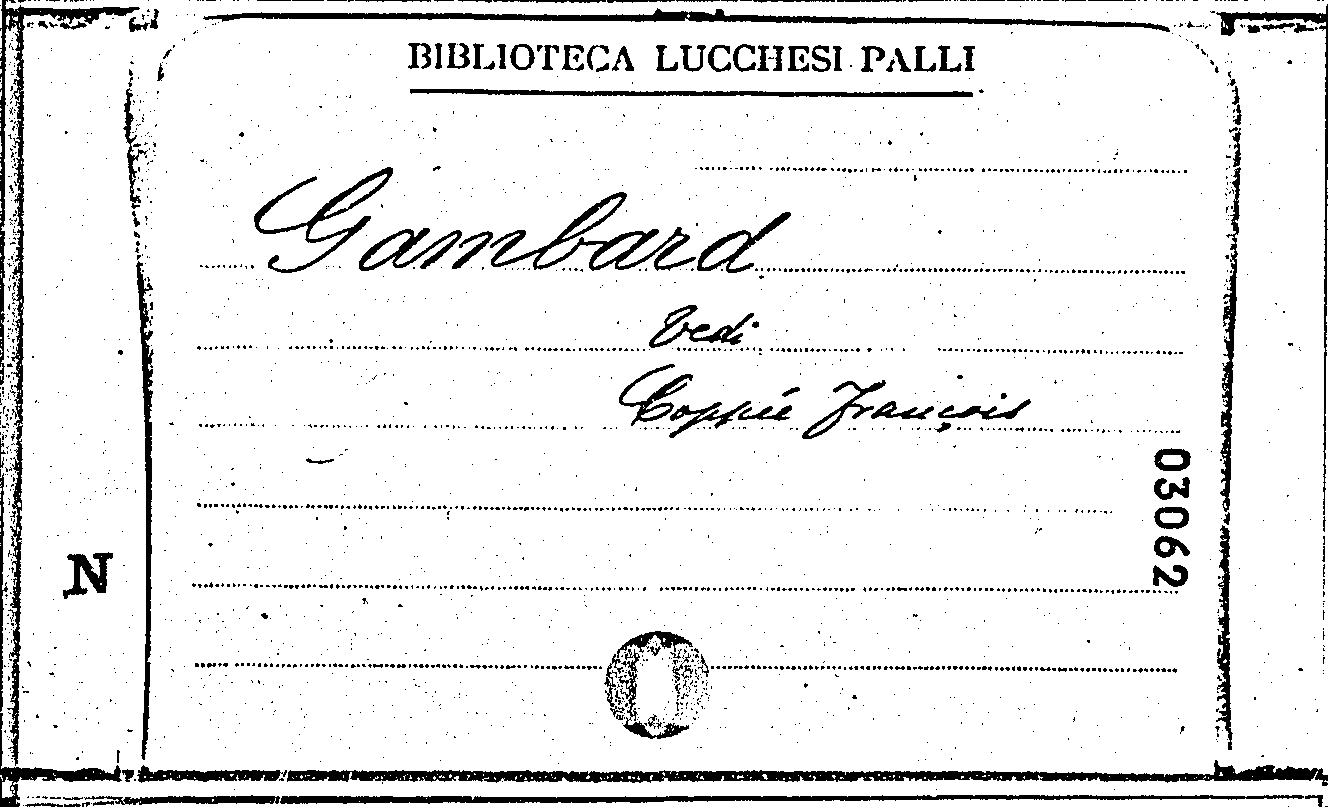 BIBLIOTECA LUCCHESI PALLI
Gambard
Vedi
Coppée François
03062
N